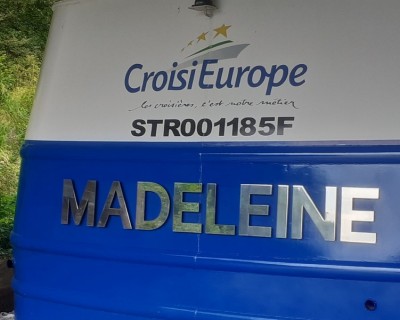 CroisiEurope
les croisières, c'est notre métier
STR001185F
MADELEINE